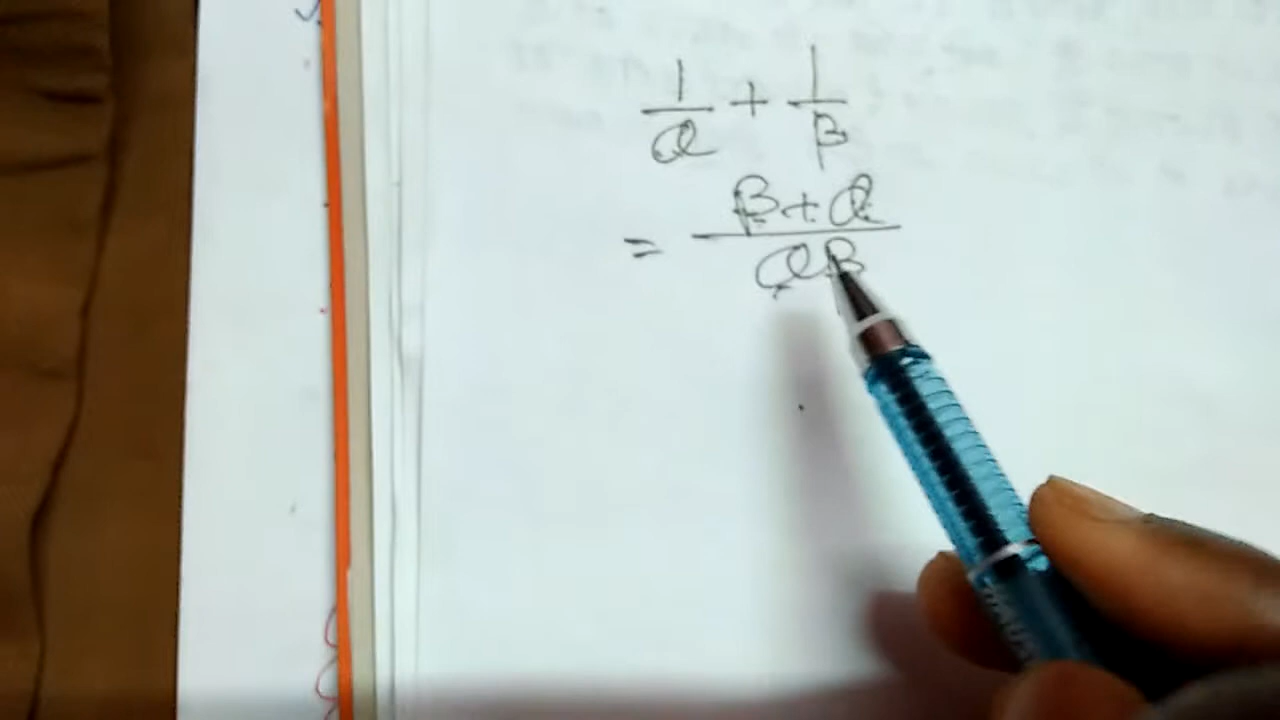 1/α + 1/β
= β+α/αβ